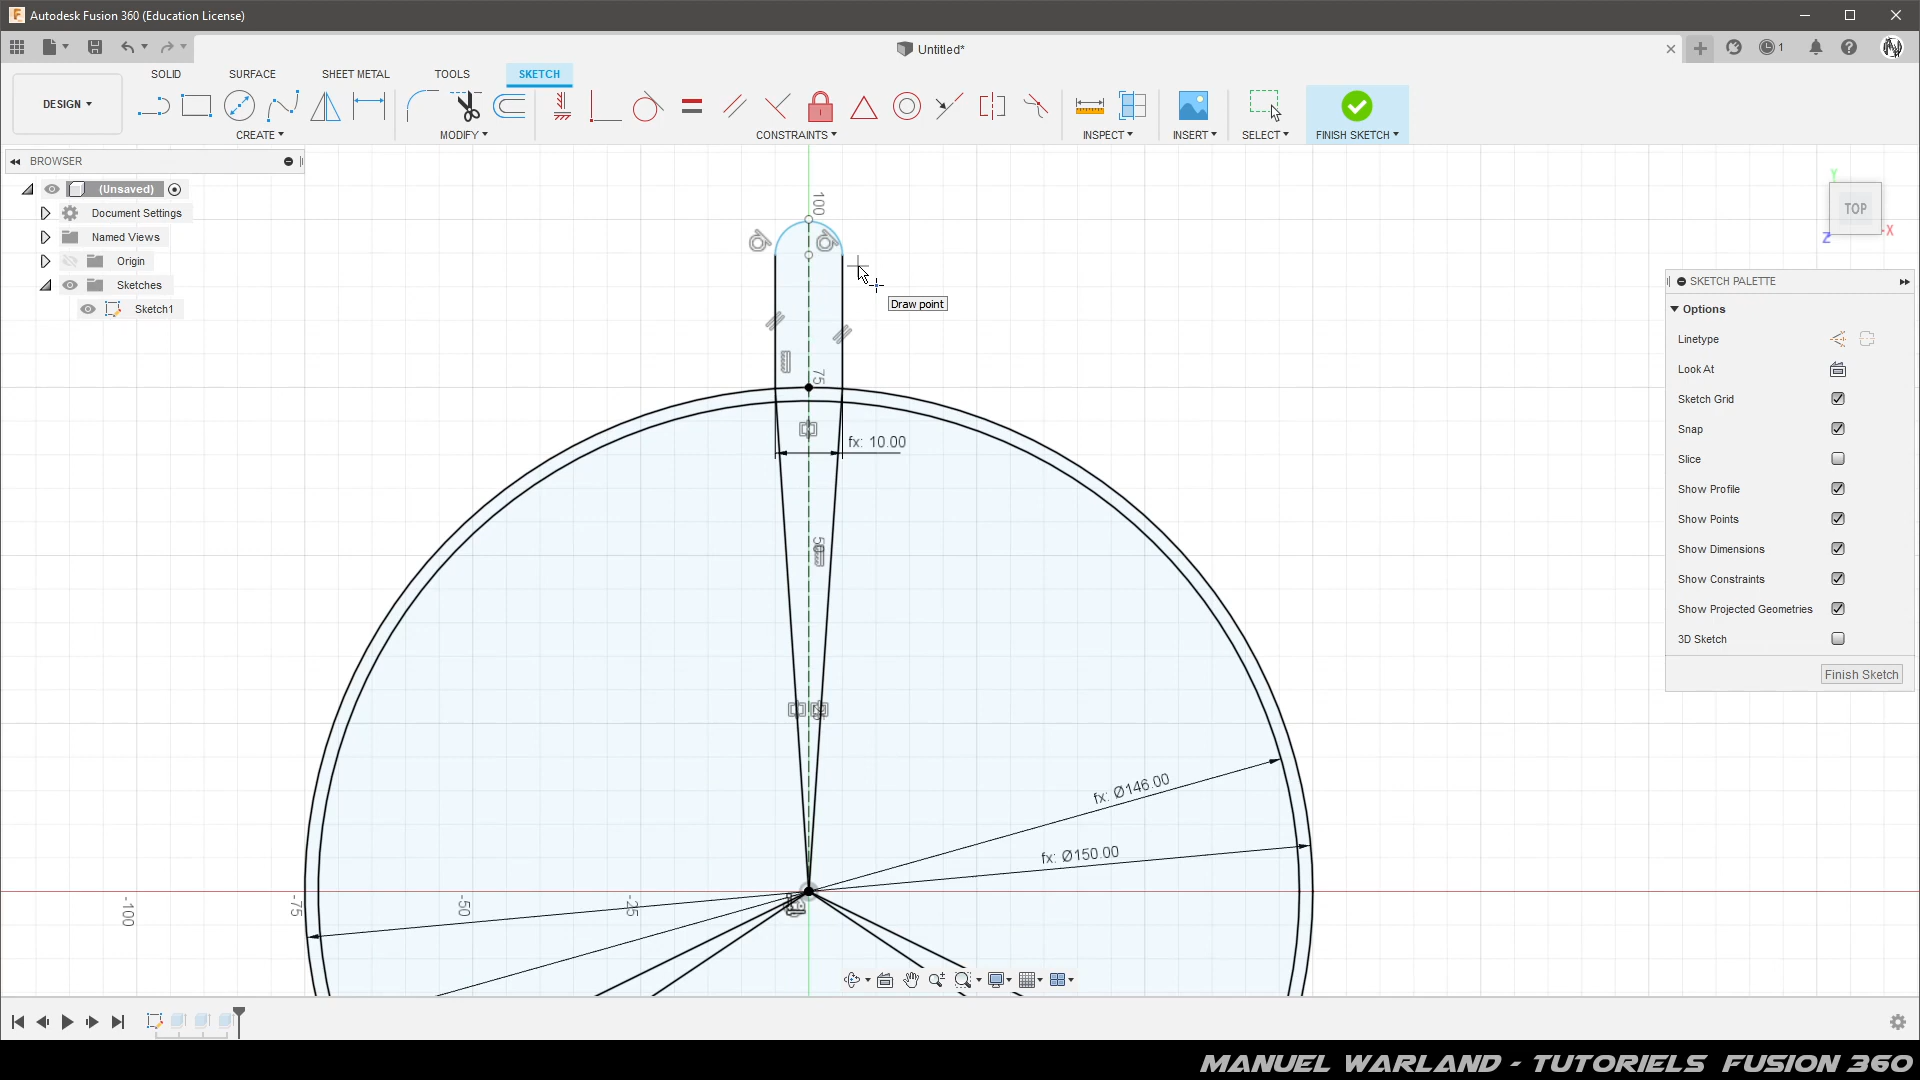 Autodesk Fusion 360 (Education License)
Untitled*
1
DESIGN
SOLID
SURFACE
SHEET METAL
TOOLS
SKETCH
CREATE
MODIFY
CONSTRAINTS
INSPECT
INSERT
SELECT
FINISH SKETCH
BROWSER
(Unsaved)
Document Settings
Named Views
Origin
Sketches
Sketch1
100
75
50
fx: 10.00
Draw point
fx: Ø146.00
fx: Ø150.00
-100
-75
-50
-25
Y
TOP
Z
-X
SKETCH PALETTE
Options
Linetype
Look At
Sketch Grid
Snap
Slice
Show Profile
Show Points
Show Dimensions
Show Constraints
Show Projected Geometries
3D Sketch
Finish Sketch
MANUEL WARLAND - TUTORIELS FUSION 360